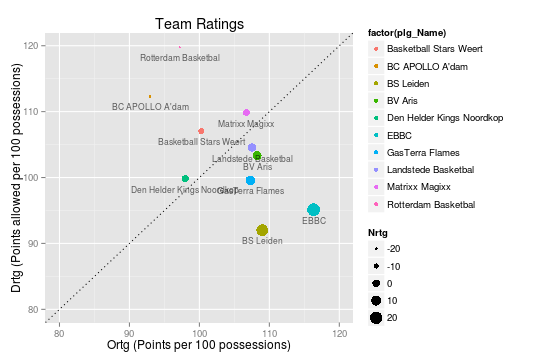 Team Ratings
Drtg (Points allowed per 100 possessions)
120
110
100
90
80
Rotterdam Basketbal
BC APOLLO A'dam
Matrixx Magixx
Basketball Stars Weert
Landstede Basketbal
BV Aris
Den Helder Kings Noordkop
GasTerra Flames
EBBC
BS Leiden
80
90
100
110
120
Ortg (Points per 100 possessions)
factor(plg_Name)
Basketball Stars Weert
BC APOLLO A'dam
BS Leiden
BV Aris
Den Helder Kings Noordkop
EBBC
GasTerra Flames
Landstede Basketbal
Matrixx Magixx
Rotterdam Basketbal
Nrtg
-20
-10
0
10
20